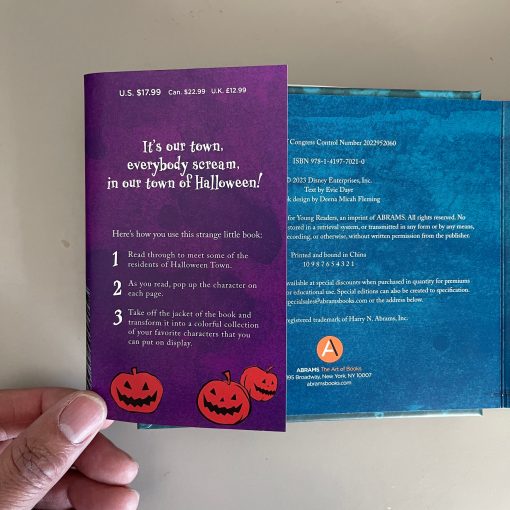 U.S. $17.99 Can. $22.99 U.K. £12.99
It's our town,
everybody scream,
in our town of Halloween!
Here's how you use this strange little book:
1 Read through to meet some of the
residents of Halloween Town.
2 As you read, pop up the character on
each page.
3 Take off the jacket of the book and
transform it into a colorful collection
of your favorite characters that you
can put on display.
Congress Control Number 2022952060
ISBN 978-1-4197-7021-0
2023 Disney Enterprises, Inc.
Text by Evie Daye
design by Deena Micah Fleming
for Young Readers, an imprint of ABRAMS. All rights reserved. No
stored in a retrieval system, or transmitted in any form or by any means,
recording, or otherwise, without written permission from the publisher.
Printed and bound in China
10 9 8 7 6 5 4 3 2 1
available at special discounts when purchased in quantity for premiums
or educational use. Special editions can also be created to specification.
specialsales@abramsbooks.com or the address below.
registered trademark of Harry N. Abrams, Inc.
A
ABRAMS The Art of Books
195 Broadway, New York, NY 10007
abramsbooks.com